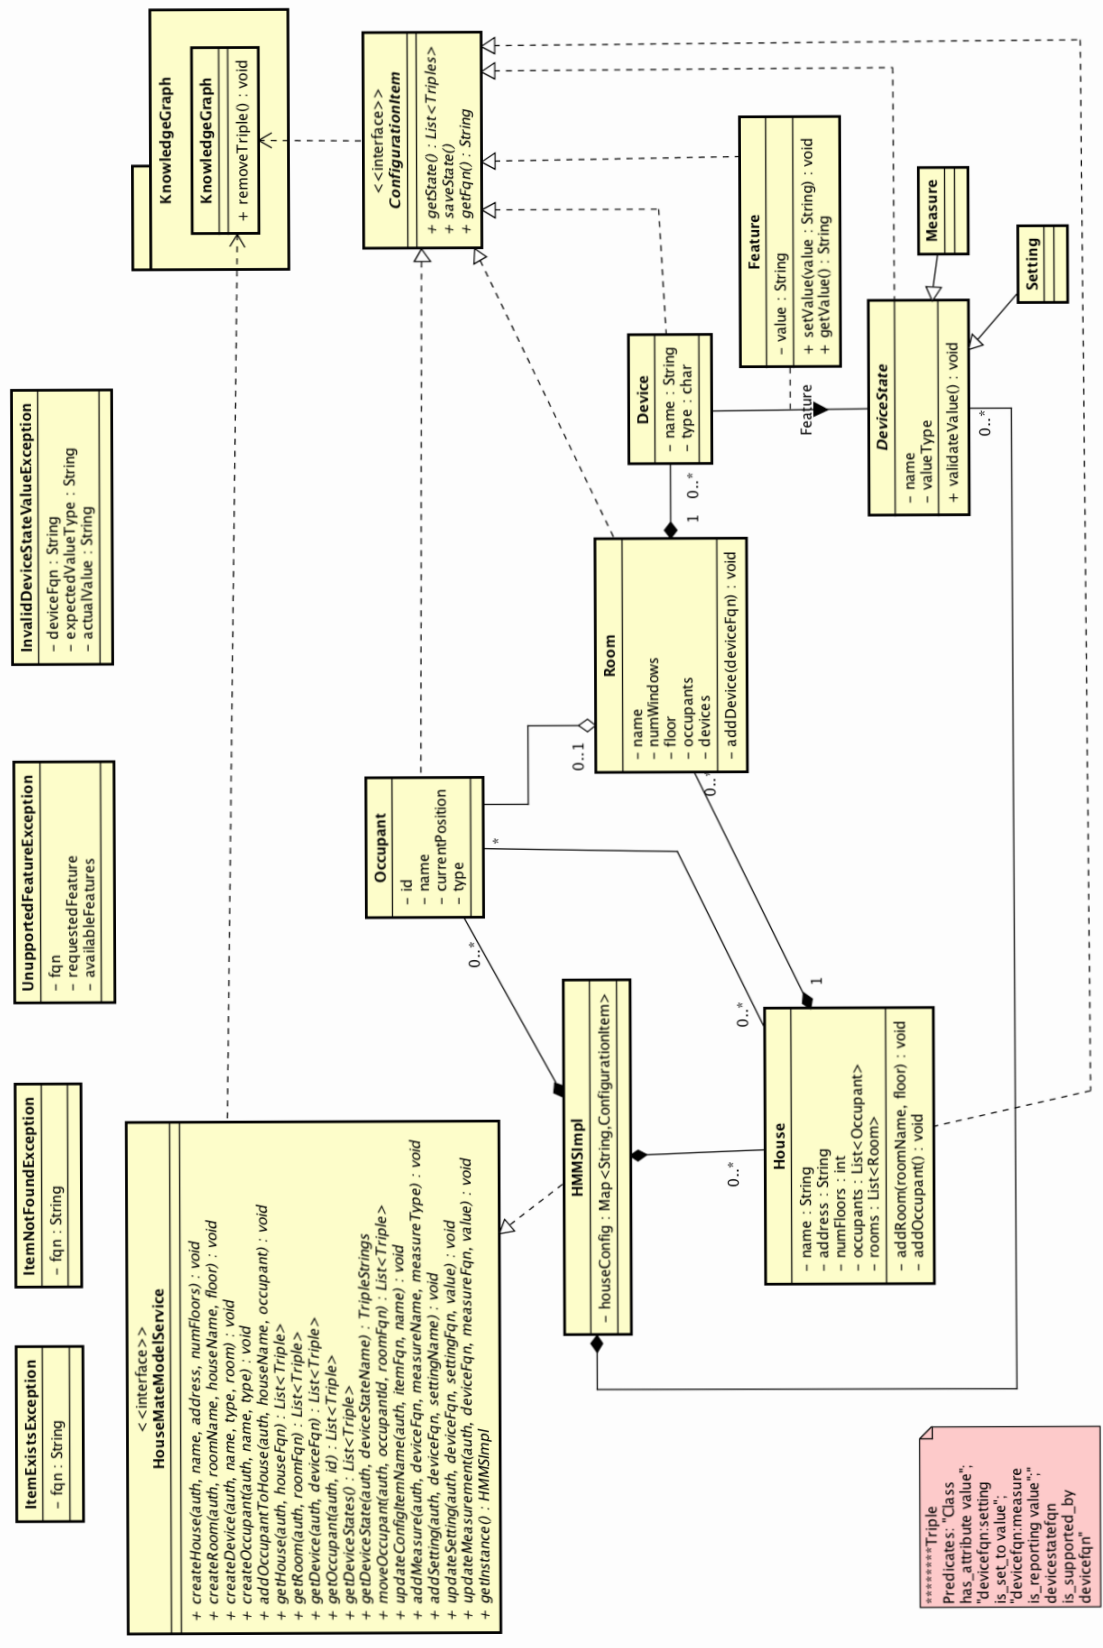 ItemExistsException
– fqn : String
ItemNotFoundException
– fqn : String
UnupportedFeatureException
– fqn
– requestedFeature
– availableFeatures
InvalidDeviceStateValueException
– deviceFqn : String
– expectedValueType : String
– actualValue : String
<<interface>>
HouseMateModelService
+ createHouse(auth, name, address, numFloors) : void
+ createRoom(auth, roomName, houseName, floor) : void
+ createDevice(auth, name, type, room) : void
+ createOccupant(auth, name, type) : void
+ addOccupantToHouse(auth, houseName, occupant) : void
+ getHouse(auth, houseFqn) : List<Triple>
+ getRoom(auth, roomFqn) : List<Triple>
+ getDevice(auth, deviceFqn) : List<Triple>
+ getOccupant(auth, id) : List<Triple>
+ getDeviceStates() : List<Triple>
+ getDeviceState(auth, deviceStateName) : TripleStrings
+ moveOccupant(auth, occupantId, roomFqn) : List<Triple>
+ updateConfigItemName(auth, itemFqn, name) : void
+ addMeasure(auth, deviceFqn, measureName, measureType) : void
+ addSetting(auth, deviceFqn, settingName) : void
+ updateSetting(auth, deviceFqn, settingFqn, value) : void
+ updateMeasurement(auth, deviceFqn, measureFqn, value) : void
+ getInstance() : HMMSImpl
KnowledgeGraph
KnowledgeGraph
+ removeTriple() : void
<<interface>>
ConfigurationItem
+ getState() : List<Triples>
+ saveState()
+ getFqn() : String
Occupant
– id
– name
– currentPosition
– type
0..*
*
0..1
HMMSImpl
– houseConfig : Map<String,ConfigurationItem>
0..*
0..*
House
– name : String
– address : String
– numFloors : int
– occupants : List<Occupant>
– rooms : List<Room>
– addRoom(roomName, floor) : void
– addOccupant() : void
1
0..*
Room
– name
– numWindows
– floor
– occupants
– devices
– addDevice(deviceFqn) : void
1
0..*
Device
– name : String
– type : char
Feature
– value : String
+ setValue(value : String) : void
+ getValue() : String
Feature
DeviceState
– name
– valueType
+ validateValue() : void
0..*
Measure
Setting
********Triple
Predicates: "Class
has_attribute value";
"devicefqn:setting
is_set_to value";
"devicefqn:measure
is_reporting value";"
devicestatefqn
is_supported_by
devicefqn"